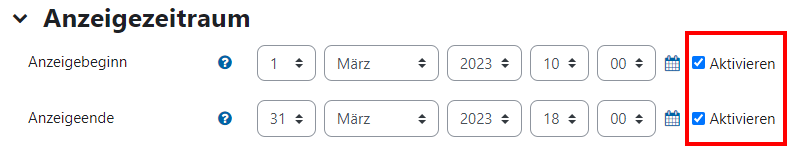 Anzeigezeitraum
Anzeigebeginn ? 1 März 2023 10 00 Aktivieren
Anzeigeende ? 31 März 2023 18 00 Aktivieren